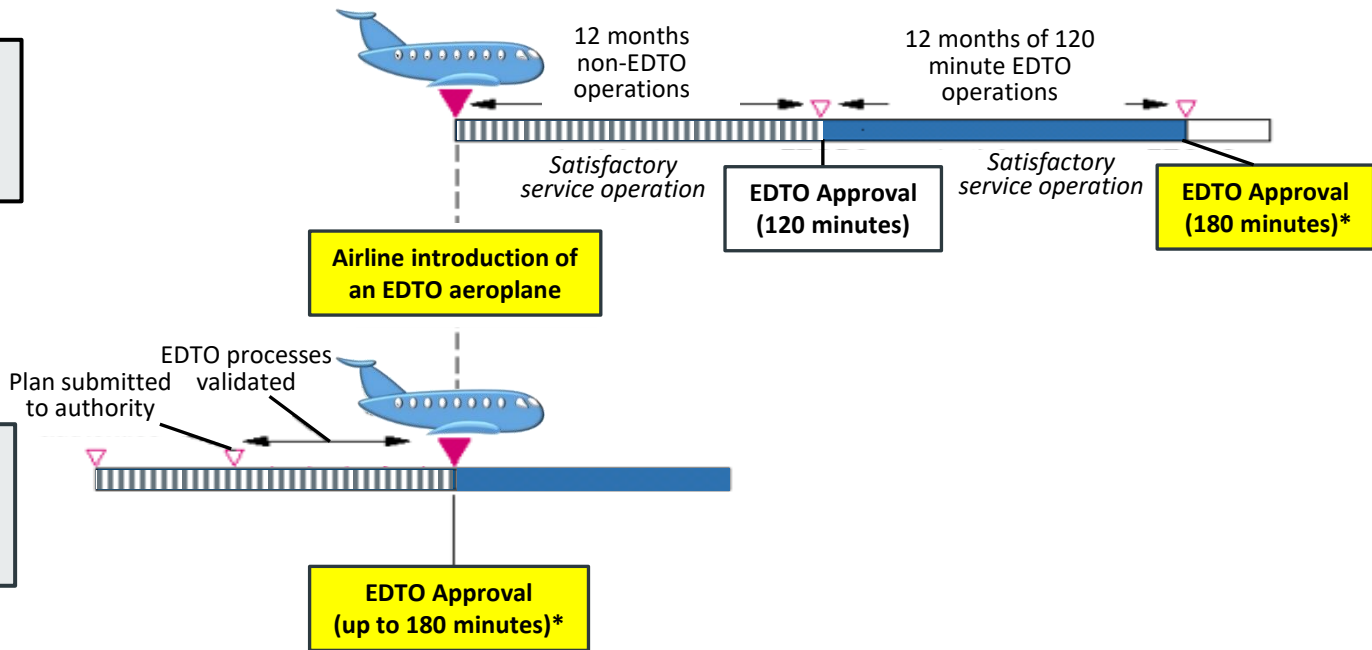 12 months
non-EDTO
operations
12 months of 120
minute EDTO
operations
Satisfactory
service operation
Satisfactory
service operation
EDTO Approval
(120 minutes)
EDTO Approval
(180 minutes)*
Airline introduction of
an EDTO aeroplane
EDTO processes
validated
Plan submitted
to authority
EDTO Approval
(up to 180 minutes)*